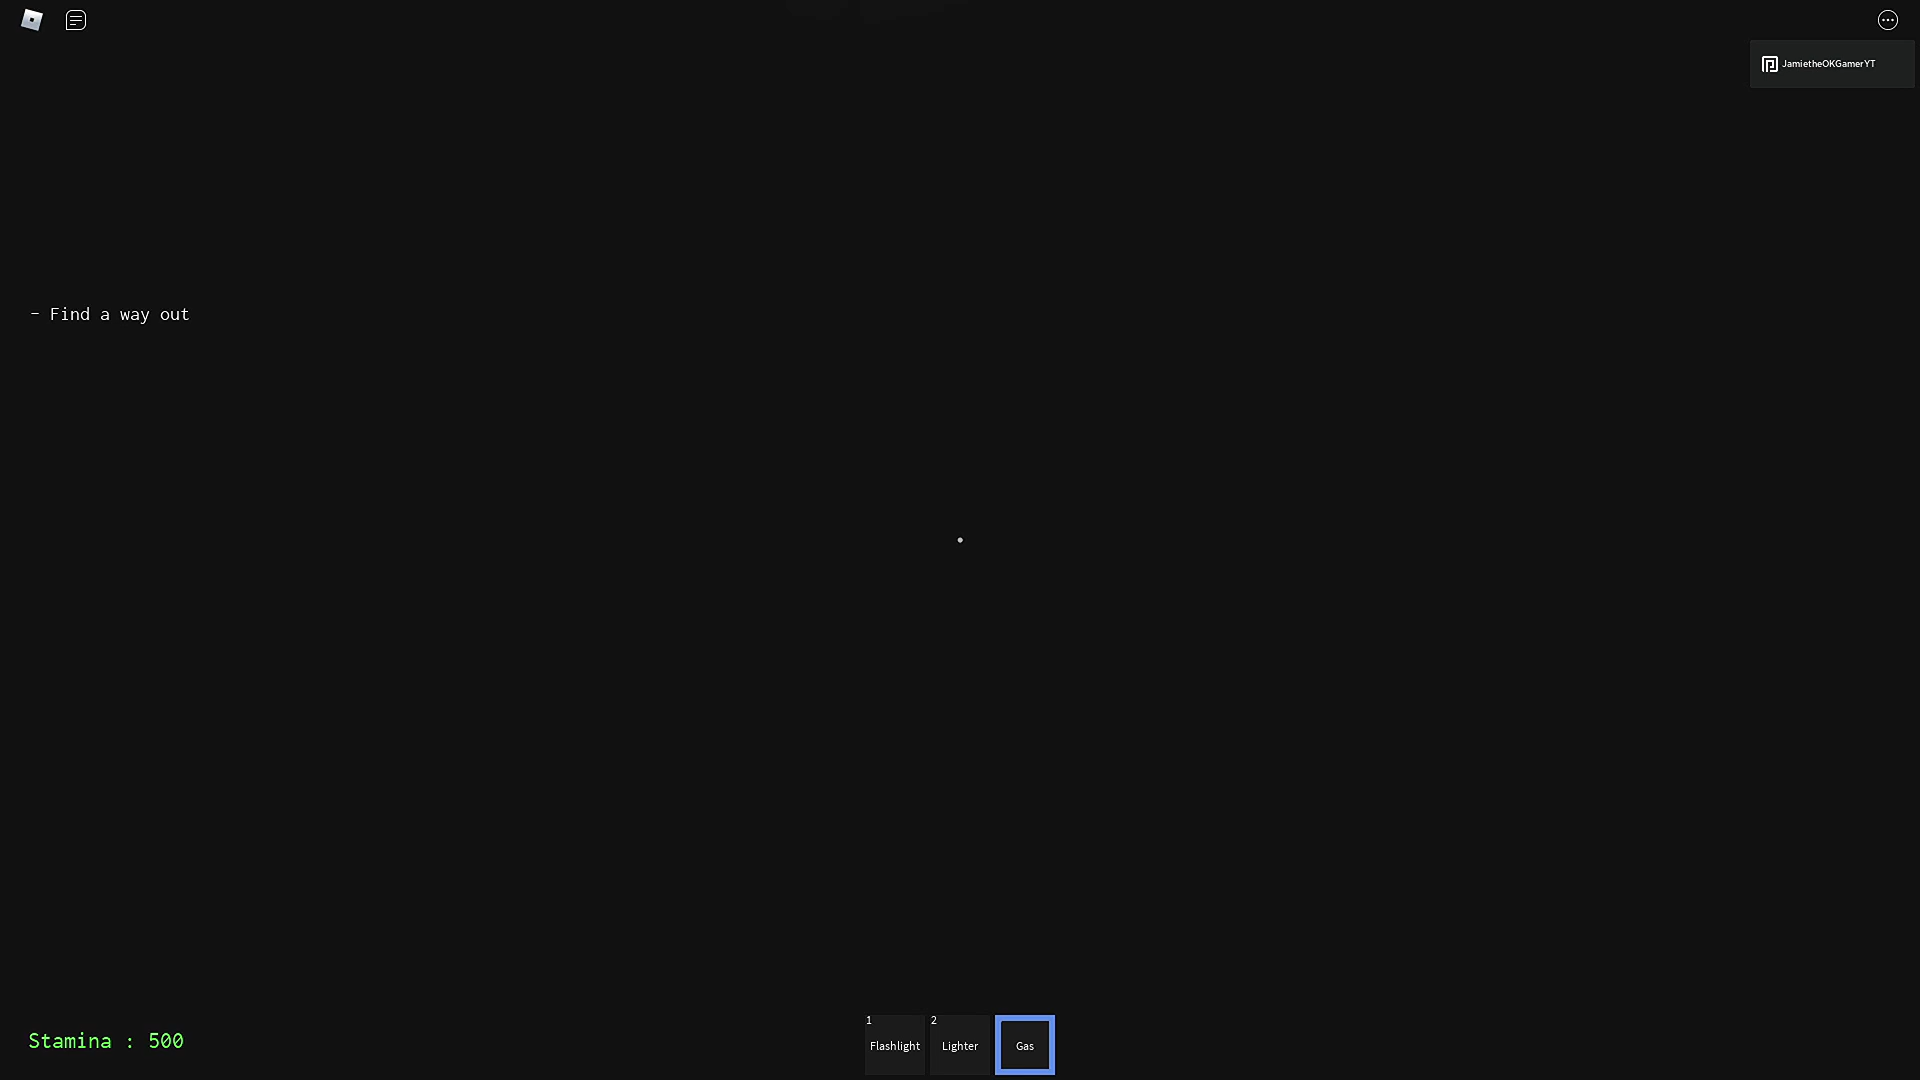 JamietheOKGamerYT
- Find a way out
Stamina : 500
1
Flashlight
2
Lighter
Gas